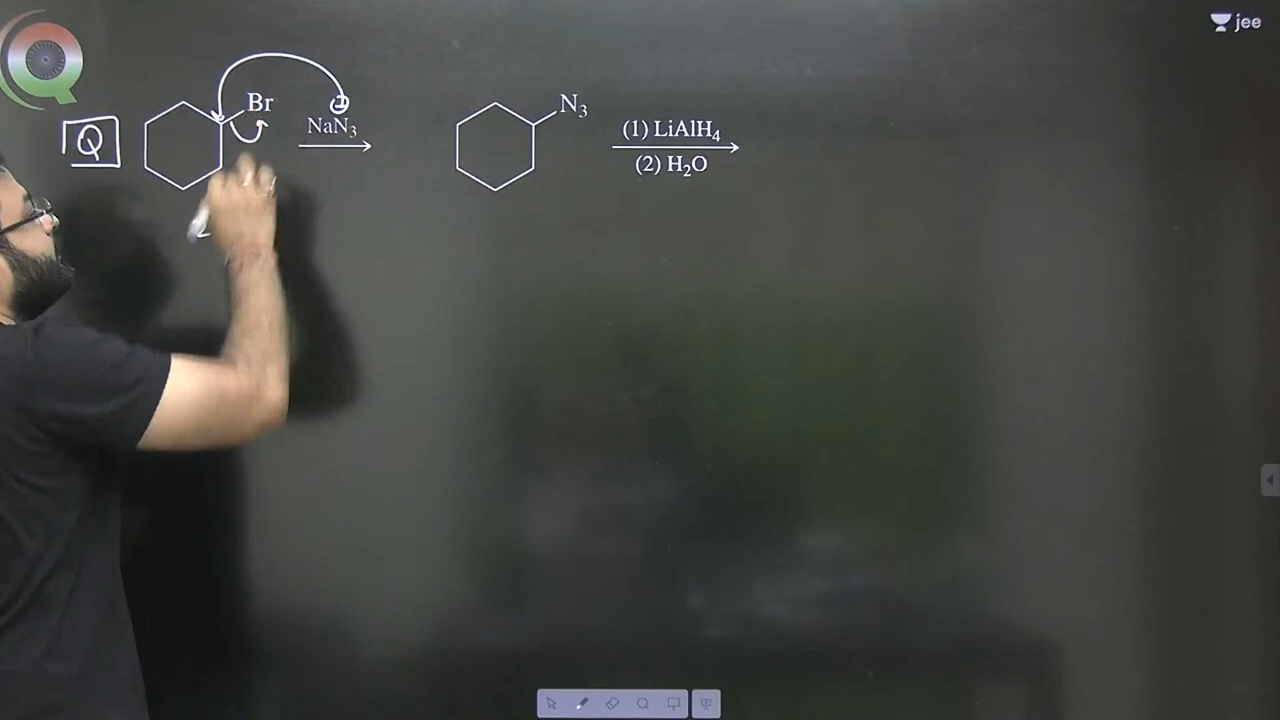 jee
Q
Br
NaN3
N3
(1) LiAlH4
(2) H2O